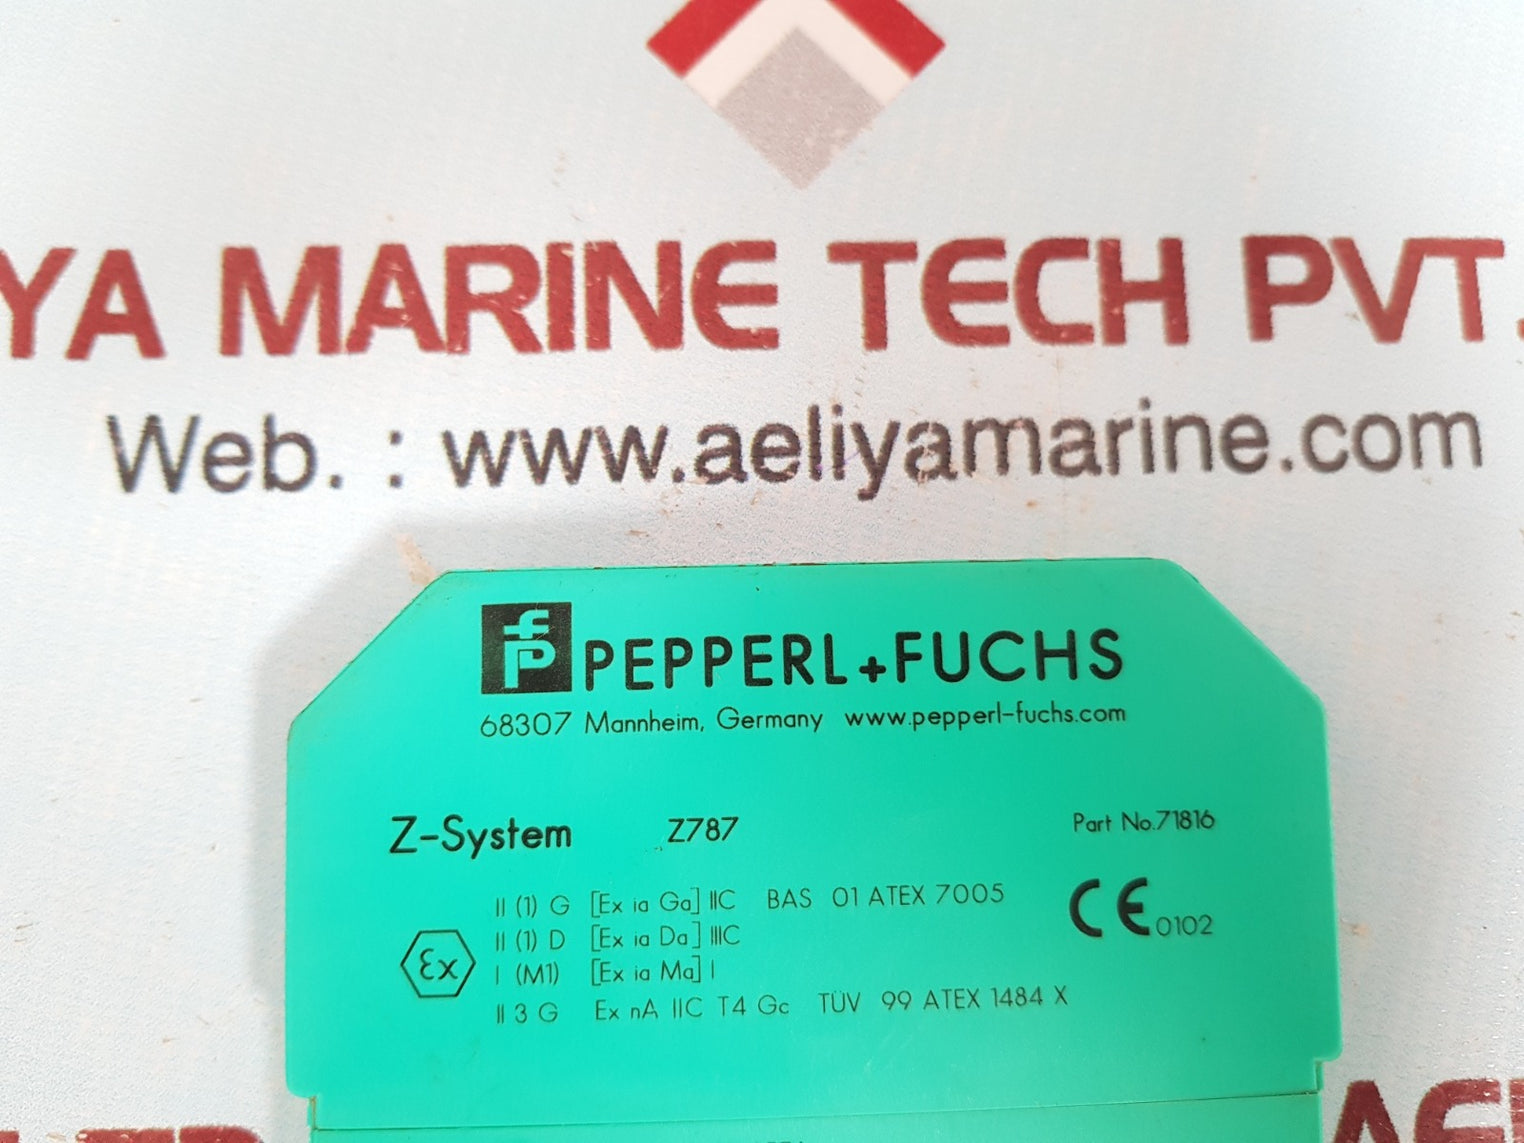 YA MARINE TECH PVT.
Web. : www.aeliyamarine.com
PEPPERL+FUCHS
68307 Mannheim, Germany www.pepperl-fuchs.com
Z-System Z787 Part No.71816
II (1) G [Ex ia Ga] IIC BAS 01 ATEX 7005
II (1) D [Ex ia Da] IIIC
I (M1) [Ex ia Ma] I
II 3 G Ex nA IIC T4 Gc TÜV 99 ATEX 1484 X
Ex
CE 0102